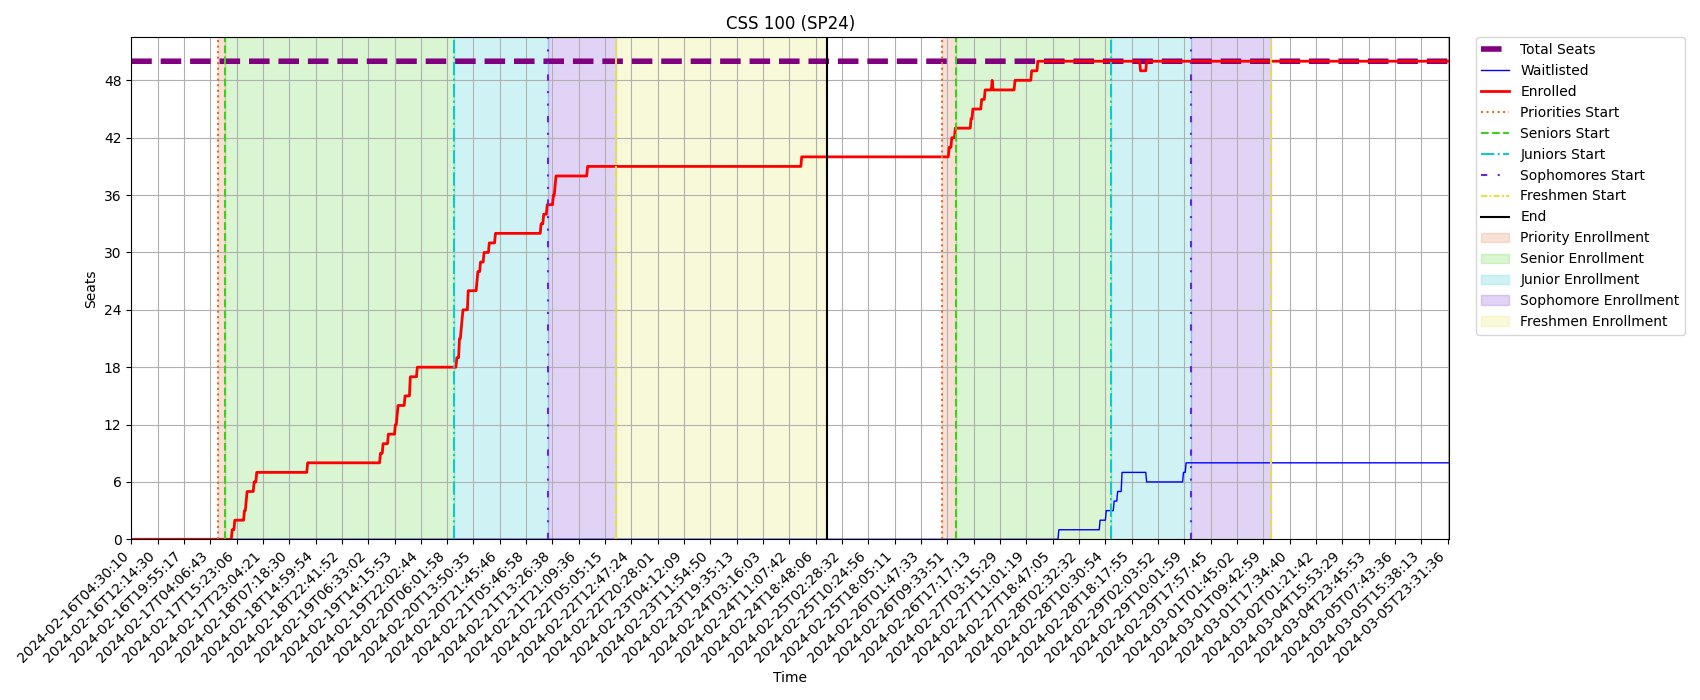 CSS 100 (SP24)
Total Seats
Waitlisted
Enrolled
Priorities Start
Seniors Start
Juniors Start
Sophomores Start
Freshmen Start
End
Priority Enrollment
Senior Enrollment
Junior Enrollment
Sophomore Enrollment
Freshmen Enrollment
Seats
48
42
36
30
24
18
12
6
0
2024-02-16T04:30:10
2024-02-16T12:14:30
2024-02-16T19:55:17
2024-02-17T04:06:43
2024-02-17T15:23:06
2024-02-17T23:04:21
2024-02-18T07:18:30
2024-02-18T14:59:54
2024-02-18T22:41:52
2024-02-19T06:33:02
2024-02-19T14:15:53
2024-02-19T22:02:44
2024-02-20T06:01:58
2024-02-20T13:50:35
2024-02-20T21:45:46
2024-02-21T05:46:58
2024-02-21T13:26:38
2024-02-21T21:09:36
2024-02-22T05:05:15
2024-02-22T12:47:24
2024-02-22T20:28:01
2024-02-23T04:12:09
2024-02-23T11:54:50
2024-02-23T19:35:13
2024-02-24T03:16:03
2024-02-24T11:07:42
2024-02-24T18:48:06
2024-02-25T02:28:32
2024-02-25T10:24:56
2024-02-25T18:05:11
2024-02-26T01:47:33
2024-02-26T09:33:51
2024-02-26T17:17:13
2024-02-27T03:15:29
2024-02-27T11:01:19
2024-02-27T18:47:05
2024-02-28T02:32:32
2024-02-28T10:30:54
2024-02-28T18:17:55
2024-02-29T02:03:52
2024-02-29T10:01:59
2024-02-29T17:57:45
2024-03-01T01:45:02
2024-03-01T09:42:59
2024-03-01T17:34:40
2024-03-02T01:21:42
2024-03-04T15:53:29
2024-03-04T23:45:53
2024-03-05T07:43:36
2024-03-05T15:38:13
2024-03-05T23:31:36
Time